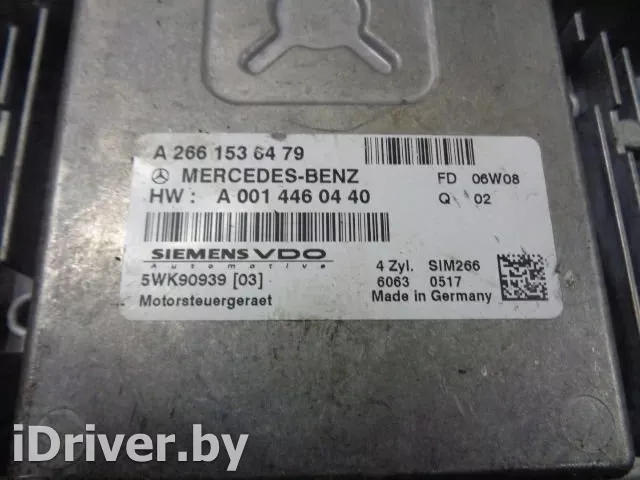 A 266 153 64 79
MERCEDES-BENZ
FD 06W08
HW : A 001 446 04 40
Q 02
SIEMENS VDO
Automotive
4 Zyl. SIM266
5WK90939 [03]
6063 0517
Motorsteuergeraet
Made in Germany
iDriver.by